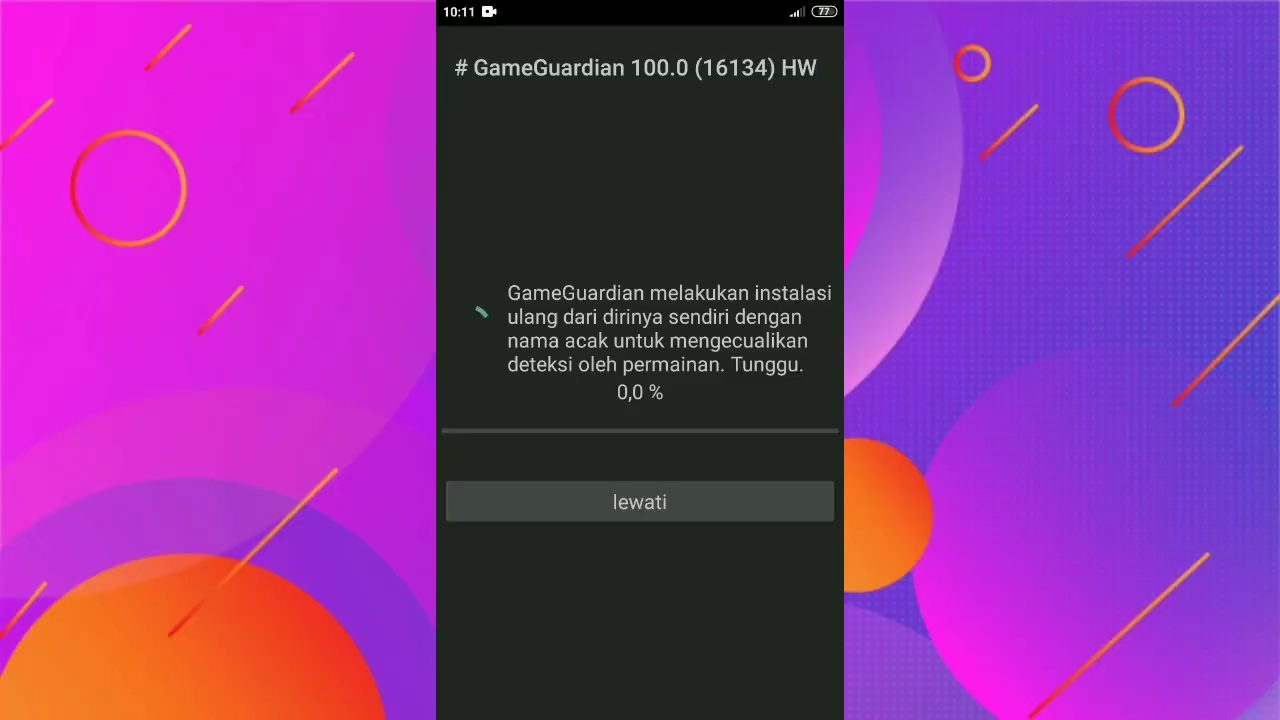 10:11
77
# GameGuardian 100.0 (16134) HW
GameGuardian melakukan instalasi
ulang dari dirinya sendiri dengan
nama acak untuk mengecualikan
deteksi oleh permainan. Tunggu.
0,0 %
lewati